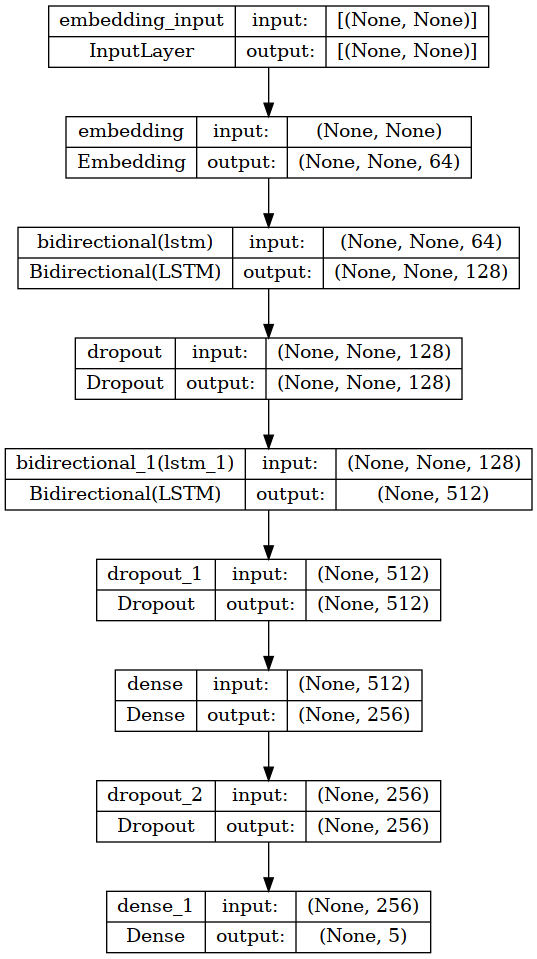 embedding_input input: [(None, None)]
InputLayer output: [(None, None)]
embedding input: (None, None)
Embedding output: (None, None, 64)
bidirectional(lstm) input: (None, None, 64)
Bidirectional(LSTM) output: (None, None, 128)
dropout input: (None, None, 128)
Dropout output: (None, None, 128)
bidirectional_1(lstm_1) input: (None, None, 128)
Bidirectional(LSTM) output: (None, 512)
dropout_1 input: (None, 512)
Dropout output: (None, 512)
dense input: (None, 512)
Dense output: (None, 256)
dropout_2 input: (None, 256)
Dropout output: (None, 256)
dense_1 input: (None, 256)
Dense output: (None, 5)